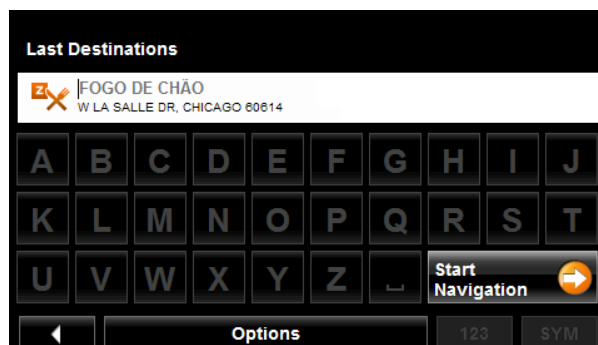 Last Destinations
Z
FOGO DE CHÃO
W LA SALLE DR, CHICAGO 60614
A B C D E F G H I J
K L M N O P Q R S T
U V W X Y Z Start Navigation
Options 123 SYM